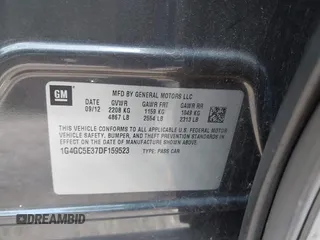 GM
MFD BY GENERAL MOTORS LLC
DATE GVWR GAWR FRT GAWR RR
09/12 2208 KG 1158 KG 1049 KG
4867 LB 2554 LB 2313 LB
THIS VEHICLE CONFORMS TO ALL APPLICABLE U.S. FEDERAL
MOTOR VEHICLE SAFETY, BUMPER, AND THEFT PREVENTION STANDARDS IN
EFFECT ON THE DATE OF MANUFACTURE SHOWN ABOVE.
1G4GC5E37DF159523 TYPE: PASS CAR
DREAMBID